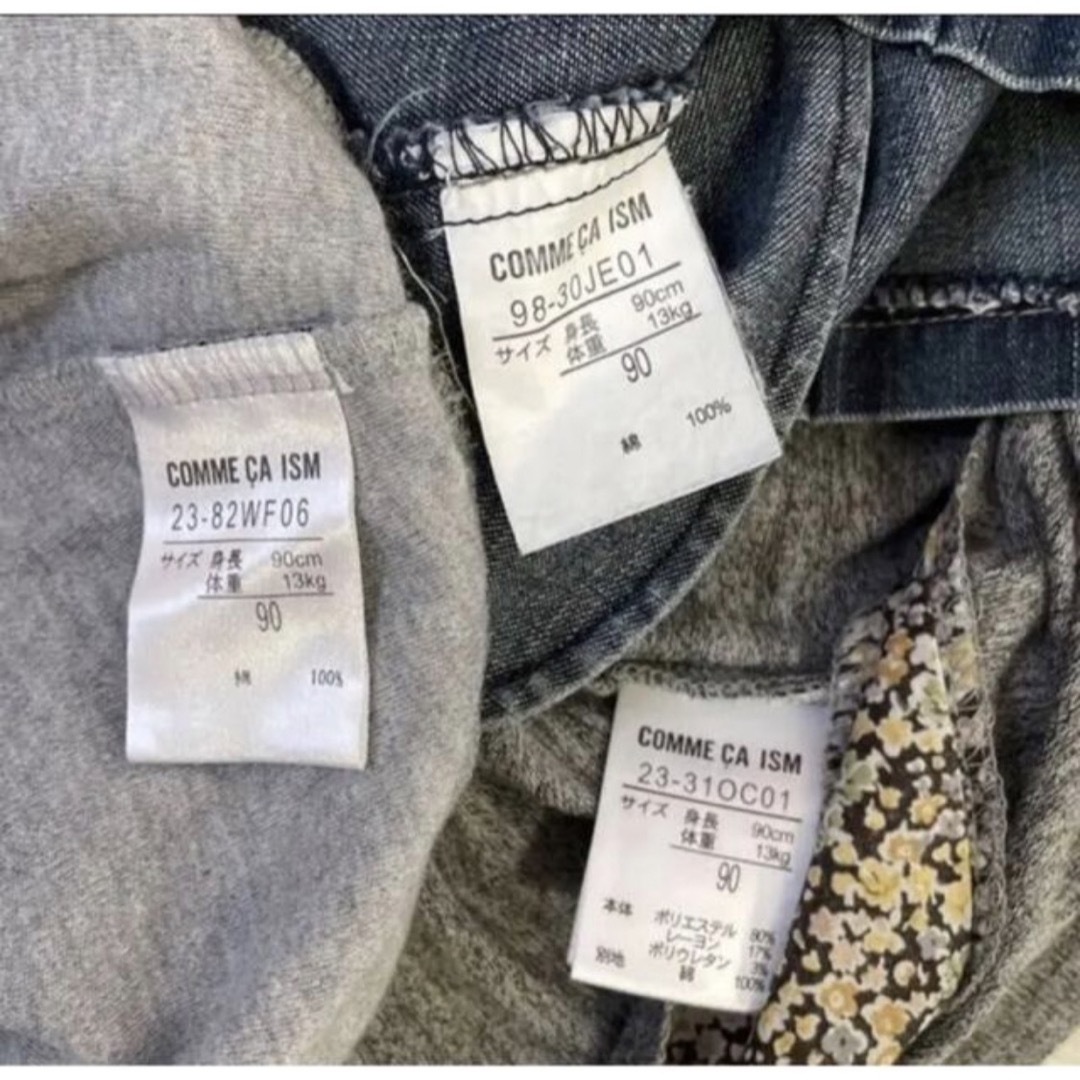 COMME ÇA ISM
98-30JE01
サイズ 身長 90cm
体重 13kg
90
綿 100%
COMME ÇA ISM
23-82WF06
サイズ 身長 90cm
体重 13kg
90
綿 100%
COMME ÇA ISM
23-31OC01
サイズ 身長 90cm
体重 13kg
90
本体 ポリエステル 80%
レーヨン 17%
ポリウレタン 3%
別地 綿 100%